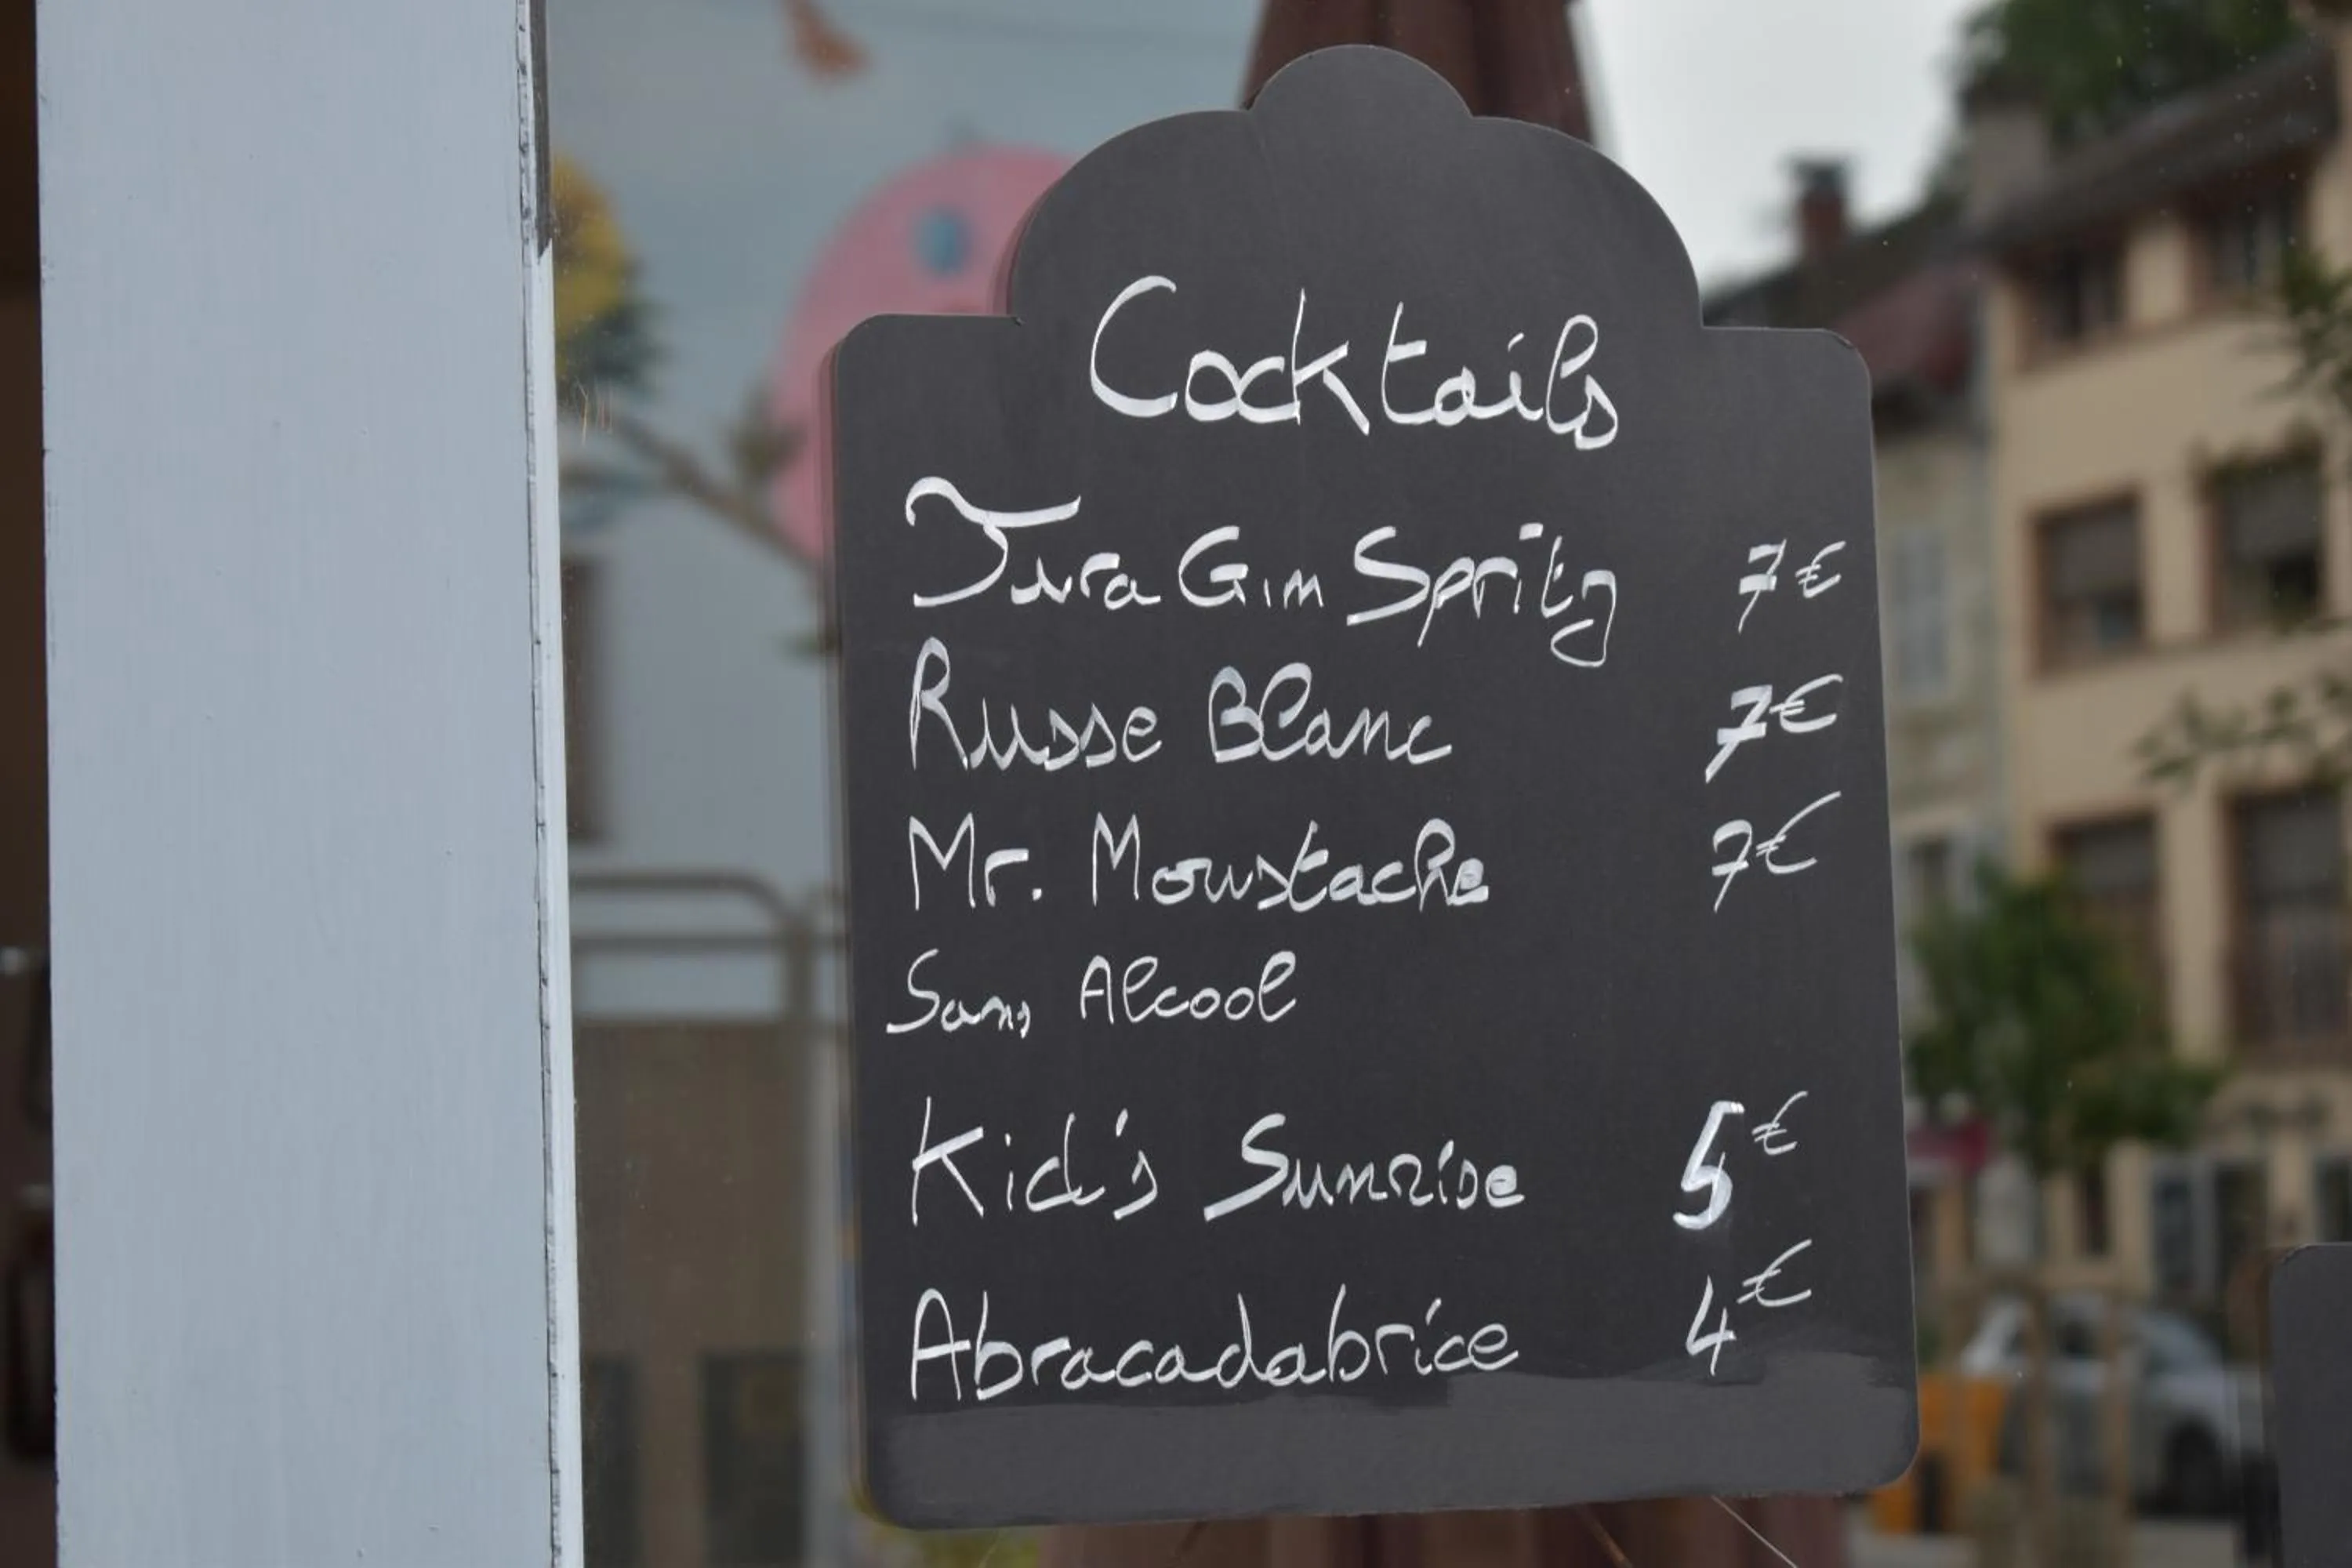 Cocktails
Jura Gin Spritz 7€
Russe Blanc 7€
Mr. Moustache 7€
Sans Alcool
Kid's Sunrise 5€
Abracadabrice 4€